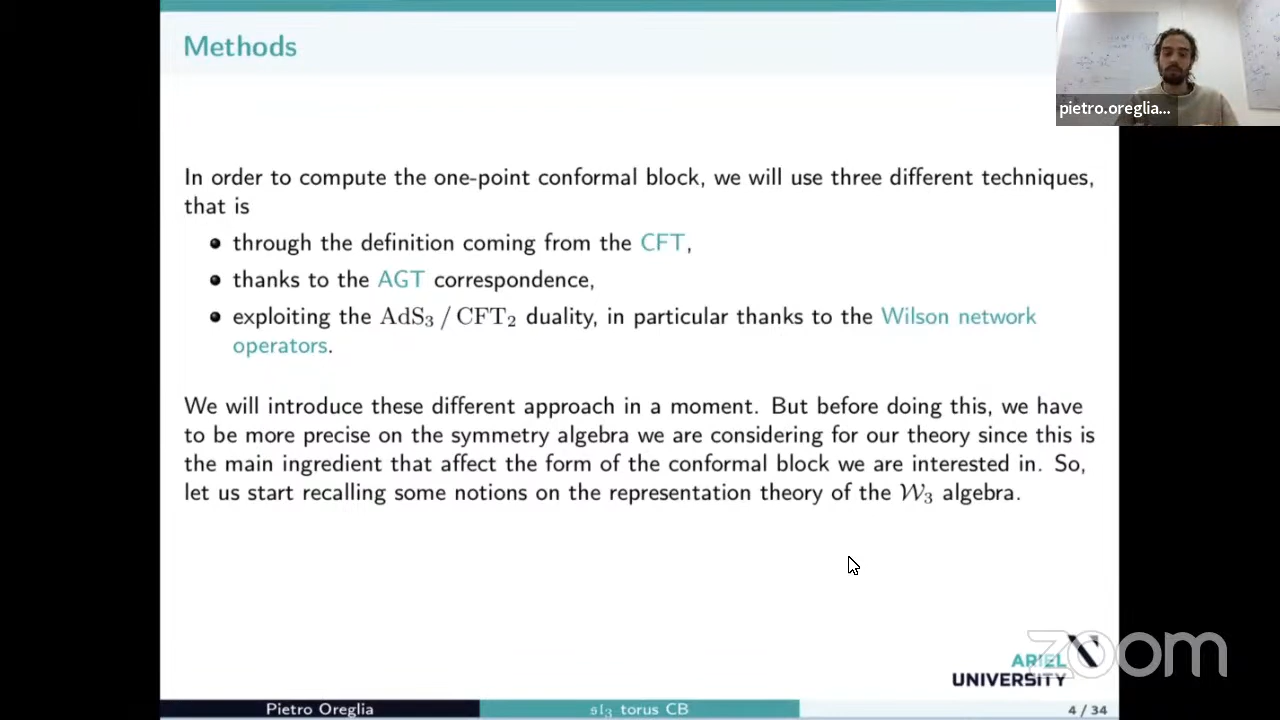 Methods
pietro.oreglia...
In order to compute the one-point conformal block, we will use three different techniques,
that is
through the definition coming from the CFT,
thanks to the AGT correspondence,
exploiting the AdS₃ / CFT₂ duality, in particular thanks to the Wilson network
operators.
We will introduce these different approach in a moment. But before doing this, we have
to be more precise on the symmetry algebra we are considering for our theory since this is
the main ingredient that affect the form of the conformal block we are interested in. So,
let us start recalling some notions on the representation theory of the 𝒲₃ algebra.
zoom
ARIEL
UNIVERSITY
Pietro Oreglia
𝔰𝔩₃ torus CB
4 / 34